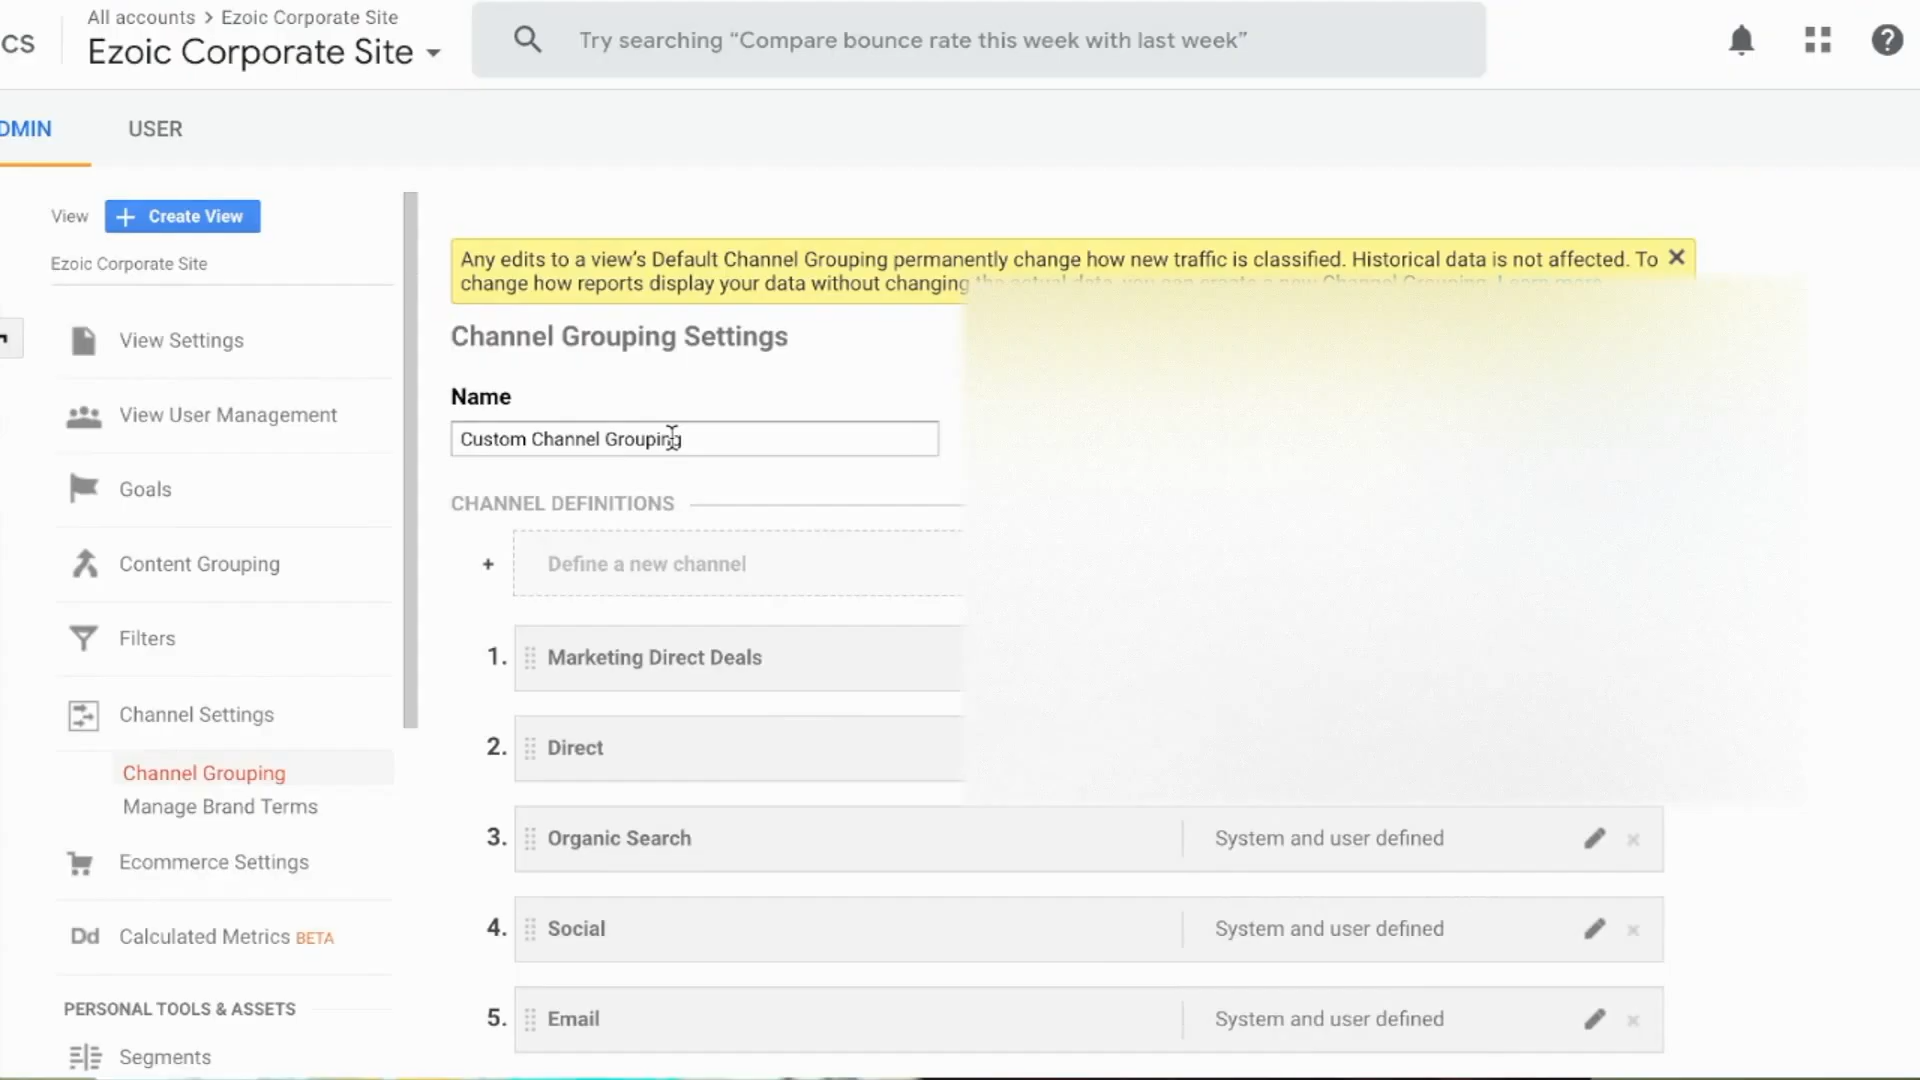 All accounts > Ezoic Corporate Site
cs
Ezoic Corporate Site
Try searching “Compare bounce rate this week with last week”
DMIN
USER
View
+ Create View
Ezoic Corporate Site
View Settings
View User Management
Goals
Content Grouping
Filters
Channel Settings
Channel Grouping
Manage Brand Terms
Ecommerce Settings
Dd Calculated Metrics BETA
PERSONAL TOOLS & ASSETS
Segments
Any edits to a view’s Default Channel Grouping permanently change how new traffic is classified. Historical data is not affected. To
change how reports display your data without changing the actual data, you can create a new Channel Grouping. Learn more
Channel Grouping Settings
Name
Custom Channel Grouping
CHANNEL DEFINITIONS
+ Define a new channel
1. Marketing Direct Deals
2. Direct
3. Organic Search System and user defined
4. Social System and user defined
5. Email System and user defined